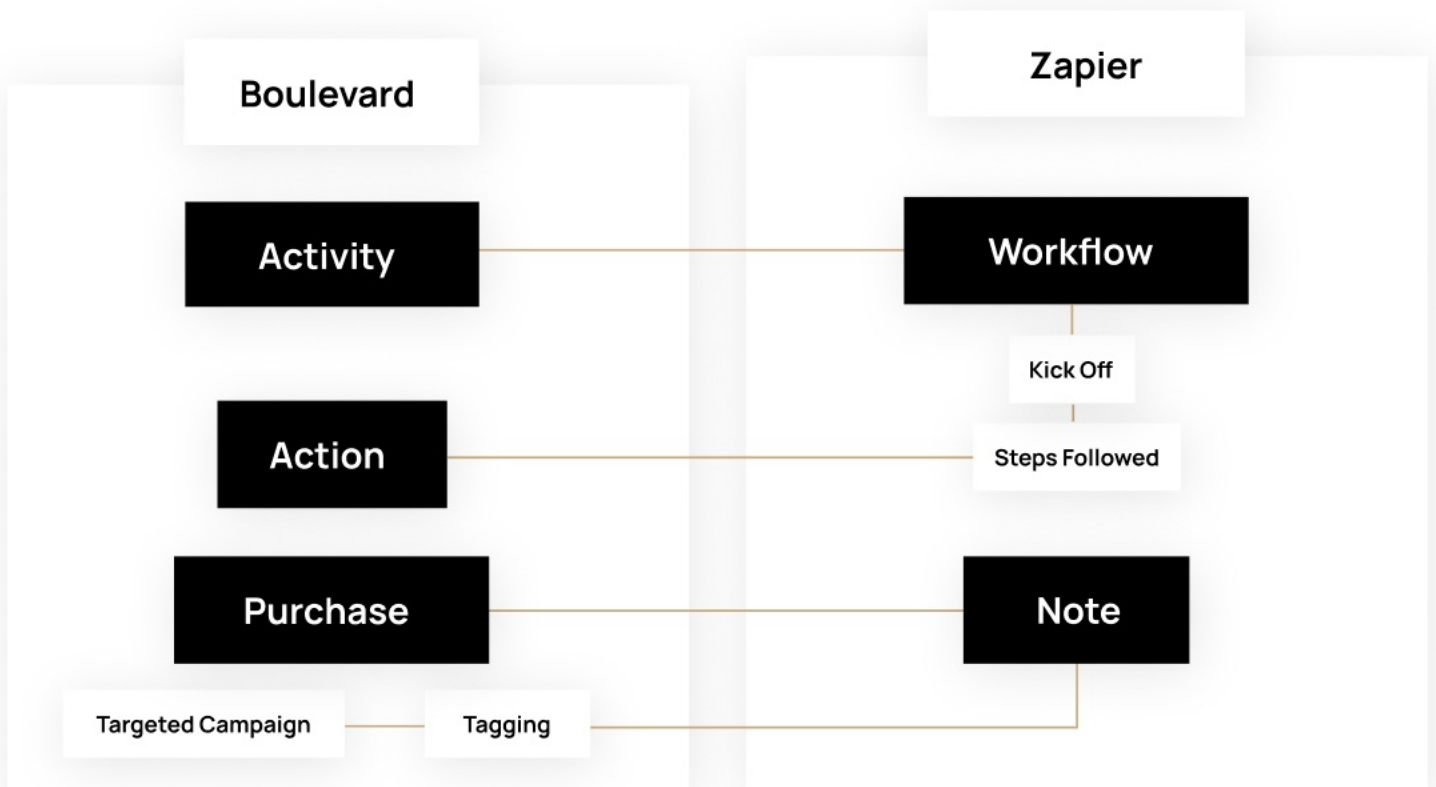 Boulevard
Zapier
Activity
Workflow
Kick Off
Action
Steps Followed
Purchase
Note
Targeted Campaign
Tagging